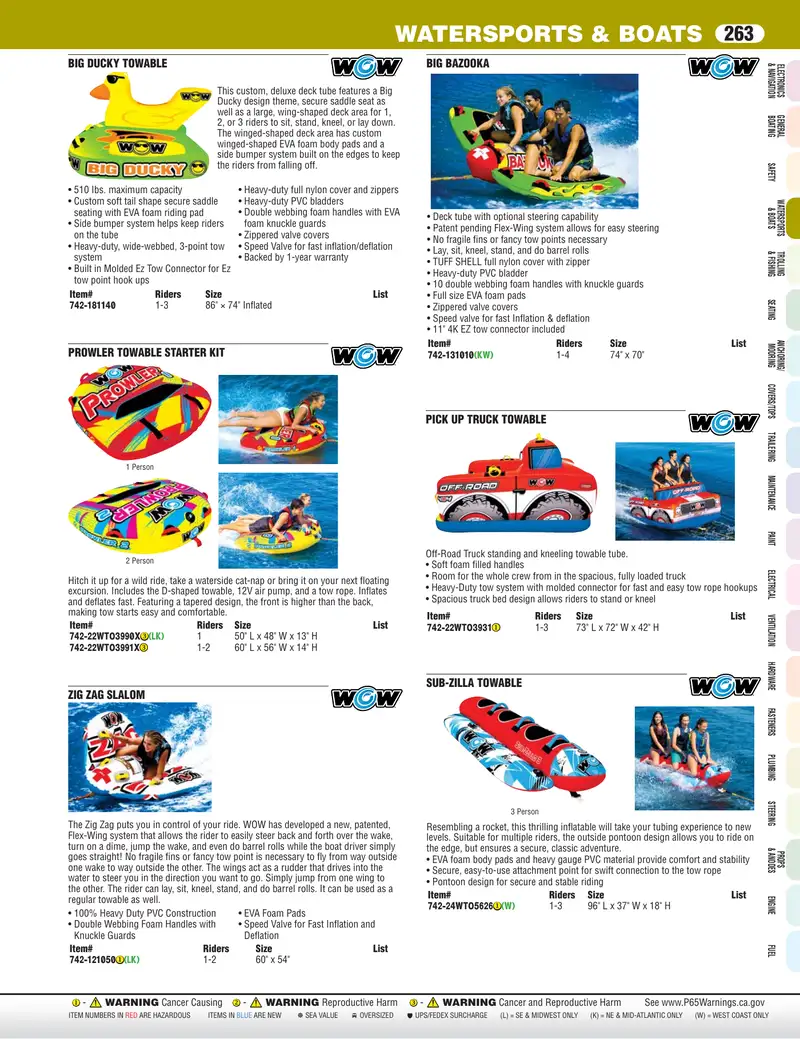 WATERSPORTS & BOATS 263
BIG DUCKY TOWABLE
WOW
WOW
BIG DUCKY
This custom, deluxe deck tube features a Big
Ducky design theme, secure saddle seat as
well as a large, wing-shaped deck area for 1,
2, or 3 riders to sit, stand, kneel, or lay down.
The winged-shaped deck area has custom
winged-shaped EVA foam body pads and a
side bumper system built on the edges to keep
the riders from falling off.
• 510 lbs. maximum capacity
• Custom soft tail shape secure saddle
seating with EVA foam riding pad
• Side bumper system helps keep riders
on the tube
• Heavy-duty, wide-webbed, 3-point tow
system
• Built in Molded Ez Tow Connector for Ez
tow point hook ups
• Heavy-duty full nylon cover and zippers
• Heavy-duty PVC bladders
• Double webbing foam handles with EVA
foam knuckle guards
• Zippered valve covers
• Speed Valve for fast inflation/deflation
• Backed by 1-year warranty
Item# Riders Size List
742-181140 1-3 86" × 74" Inflated
PROWLER TOWABLE STARTER KIT
WOW
WOW
PROWLER
1 Person
PROWLER 2
WOW
2 Person
Hitch it up for a wild ride, take a waterside cat-nap or bring it on your next floating
excursion. Includes the D-shaped towable, 12V air pump, and a tow rope. Inflates
and deflates fast. Featuring a tapered design, the front is higher than the back,
making tow starts easy and comfortable.
Item# Riders Size List
742-22WTO3990X 3 (LK) 1 50" L x 48" W x 13" H
742-22WTO3991X 3 1-2 60" L x 56" W x 14" H
ZIG ZAG SLALOM
WOW
The Zig Zag puts you in control of your ride. WOW has developed a new, patented,
Flex-Wing system that allows the rider to easily steer back and forth over the wake,
turn on a dime, jump the wake, and even do barrel rolls while the boat driver simply
goes straight! No fragile fins or fancy tow point is necessary to fly from way outside
one wake to way outside the other. The wings act as a rudder that drives into the
water to steer you in the direction you want to go. Simply jump from one wing to
the other. The rider can lay, sit, kneel, stand, and do barrel rolls. It can be used as a
regular towable as well.
• 100% Heavy Duty PVC Construction
• Double Webbing Foam Handles with
Knuckle Guards
• EVA Foam Pads
• Speed Valve for Fast Inflation and
Deflation
Item# Riders Size List
742-121050 1 (LK) 1-2 60" x 54"
BIG BAZOOKA
WOW
• Deck tube with optional steering capability
• Patent pending Flex-Wing system allows for easy steering
• No fragile fins or fancy tow points necessary
• Lay, sit, kneel, stand, and do barrel rolls
• TUFF SHELL full nylon cover with zipper
• Heavy-duty PVC bladder
• 10 double webbing foam handles with knuckle guards
• Full size EVA foam pads
• Zippered valve covers
• Speed valve for fast Inflation & deflation
• 11" 4K EZ tow connector included
Item# Riders Size List
742-131010(KW) 1-4 74" x 70"
PICK UP TRUCK TOWABLE
WOW
OFF-ROAD
WOW
Off-Road Truck standing and kneeling towable tube.
• Soft foam filled handles
• Room for the whole crew from in the spacious, fully loaded truck
• Heavy-Duty tow system with molded connector for fast and easy tow rope hookups
• Spacious truck bed design allows riders to stand or kneel
Item# Riders Size List
742-22WTO3931 1 1-3 73" L x 72" W x 42" H
SUB-ZILLA TOWABLE
WOW
3 Person
Resembling a rocket, this thrilling inflatable will take your tubing experience to new
levels. Suitable for multiple riders, the outside pontoon design allows you to ride on
the edge, but ensures a secure, classic adventure.
• EVA foam body pads and heavy gauge PVC material provide comfort and stability
• Secure, easy-to-use attachment point for swift connection to the tow rope
• Pontoon design for secure and stable riding
Item# Riders Size List
742-24WTO5626 1 (W) 1-3 96" L x 37" W x 18" H
ELECTRONICS
& NAVIGATION
GENERAL
BOATING
SAFETY
WATERSPORTS
& BOATS
TROLLING
& FISHING
SEATING
ANCHORING/
MOORING
COVERS/TOPS
TRAILERING
MAINTENANCE
PAINT
ELECTRICAL
VENTILATION
HARDWARE
FASTENERS
PLUMBING
STEERING
PROPS
& ANODES
ENGINE
FUEL
1 - WARNING Cancer Causing 2 - WARNING Reproductive Harm 3 - WARNING Cancer and Reproductive Harm See www.P65Warnings.ca.gov
ITEM NUMBERS IN RED ARE HAZARDOUS ITEMS IN BLUE ARE NEW SEA VALUE OVERSIZED UPS/FEDEX SURCHARGE (L) = SE & MIDWEST ONLY (K) = NE & MID-ATLANTIC ONLY (W) = WEST COAST ONLY